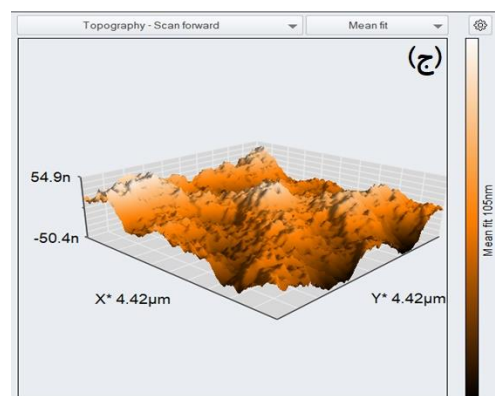 Topography - Scan forward
Mean fit
(ج)
54.9n
-50.4n
X* 4.42µm
Y* 4.42µm
Mean fit 105nm